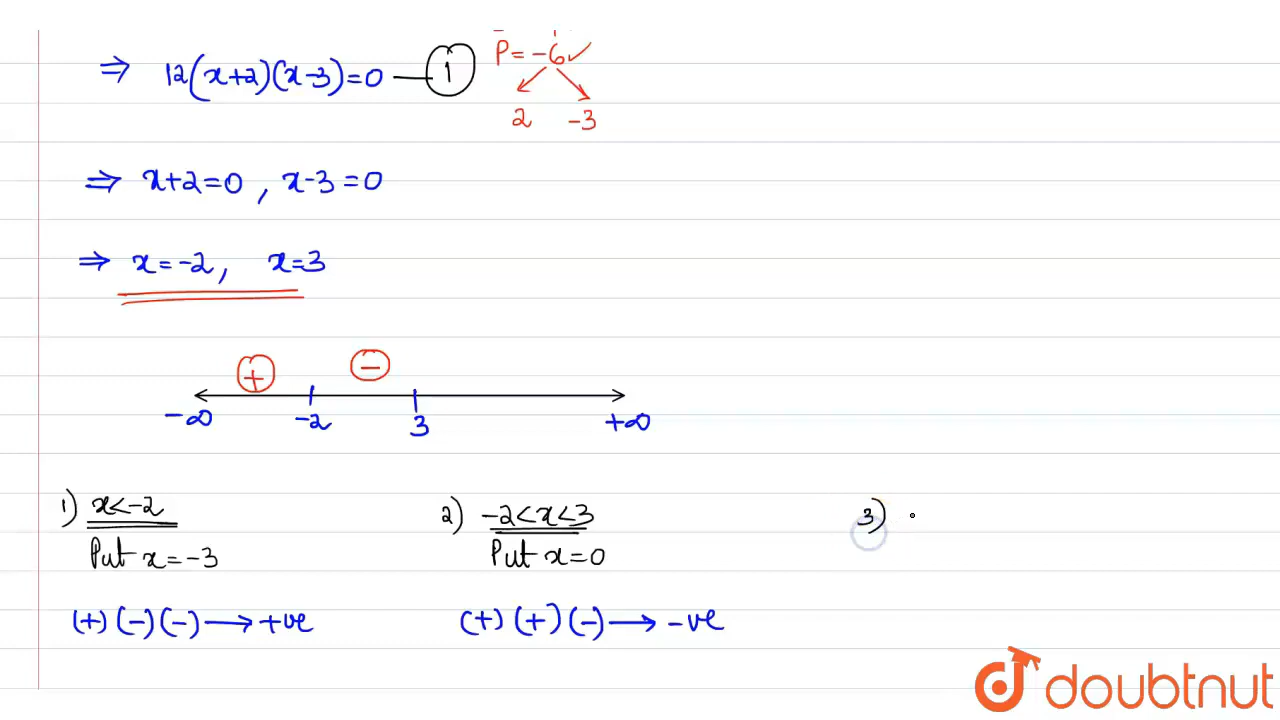 P=-6✓
⇒ 12(x+2)(x-3)=0 — 1
2 -3
⇒ x+2=0, x-3=0
⇒ x=-2, x=3
+ -
-∞ -2 3 +∞
1) x<-2 2) -2<x<3 3)
Put x=-3 Put x=0
(+)(-)(-)⟶+ve (+)(+)(-)⟶-ve
doubtnut